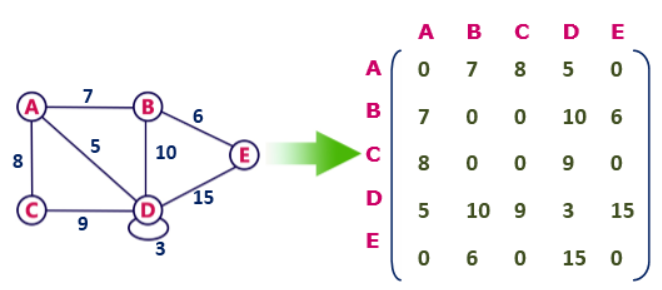 A B C D E
A 0 7 8 5 0
B 7 0 0 10 6
C 8 0 0 9 0
D 5 10 9 3 15
E 0 6 0 15 0
7
A B
6
8 5 10 E
15
C D
9
3